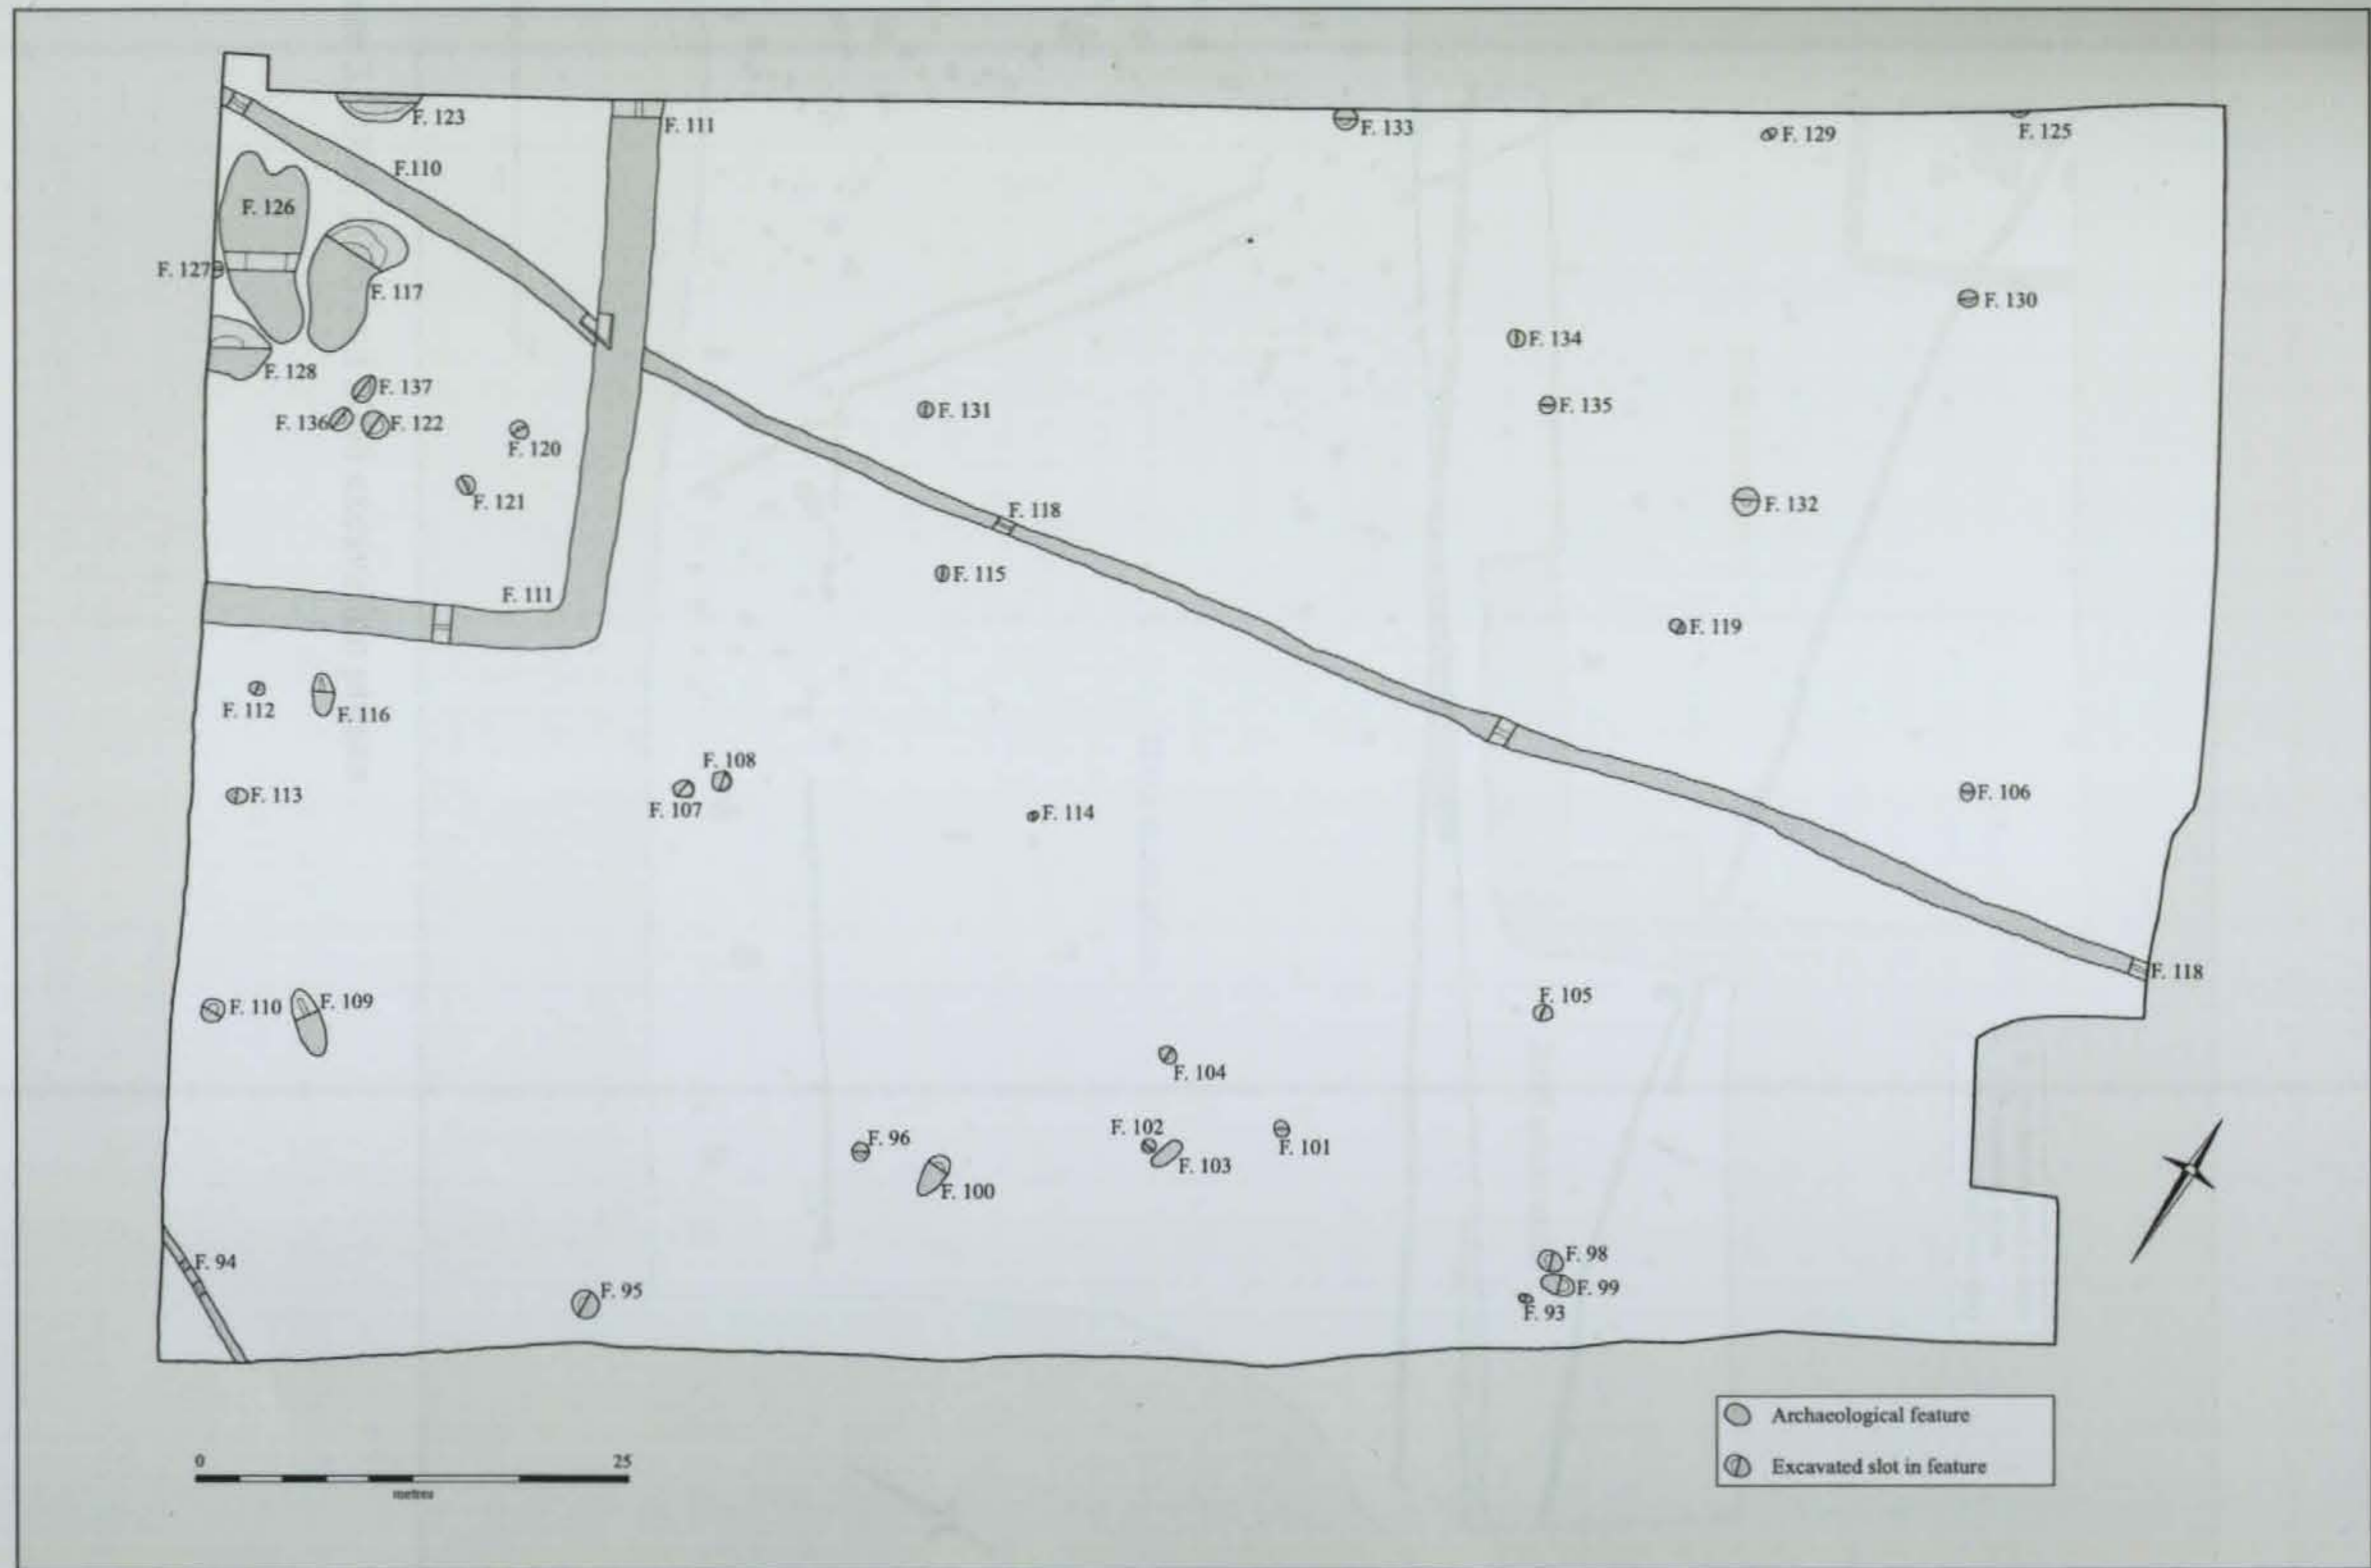 F. 123
F. 111
F. 133
F. 129
F. 125
F.110
F. 126
F. 127
F. 117
F. 130
F. 134
F. 128
F. 137
F. 136
F. 122
F. 131
F. 135
F. 120
F. 121
F. 118
F. 132
F. 115
F. 111
F. 119
F. 112
F. 116
F. 108
F. 113
F. 107
F. 114
F. 106
F. 118
F. 110
F. 109
F. 105
F. 104
F. 102
F. 96
F. 101
F. 103
F. 100
F. 94
F. 98
F. 95
F. 99
F. 93
Archaeological feature
0
25
Excavated slot in feature
metres